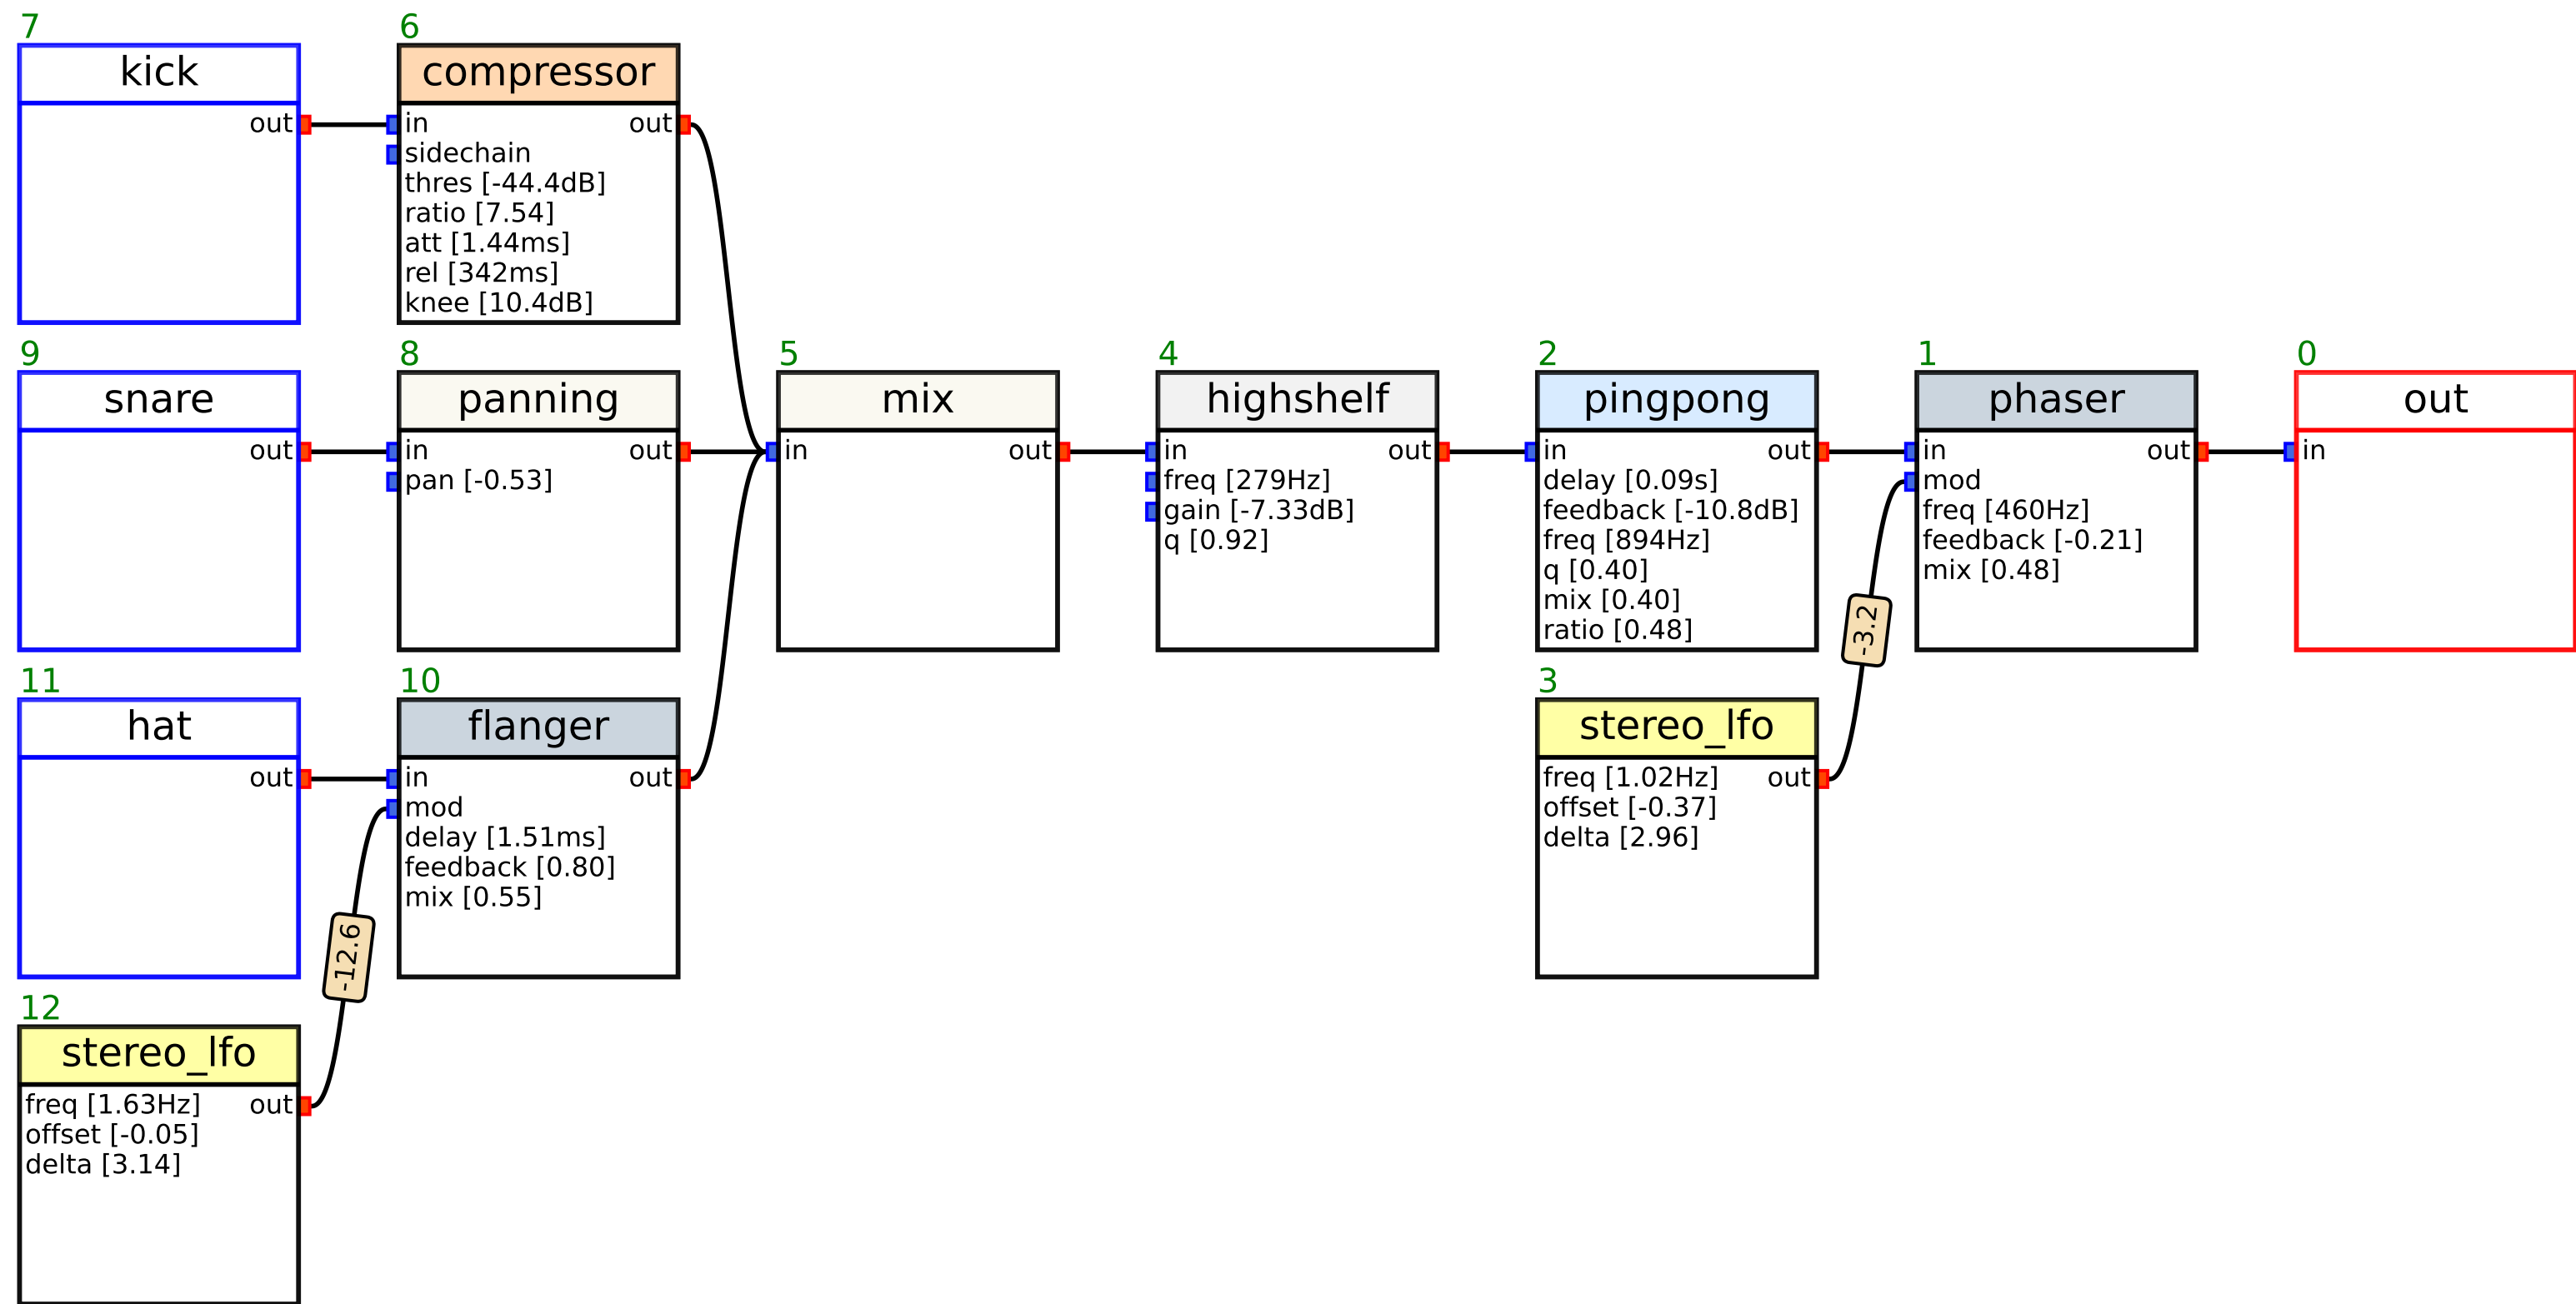 7
kick
out
6
compressor
in out
sidechain
thres [-44.4dB]
ratio [7.54]
att [1.44ms]
rel [342ms]
knee [10.4dB]
9
snare
out
8
panning
in out
pan [-0.53]
5
mix
in out
4
highshelf
in out
freq [279Hz]
gain [-7.33dB]
q [0.92]
2
pingpong
in out
delay [0.09s]
feedback [-10.8dB]
freq [894Hz]
q [0.40]
mix [0.40]
ratio [0.48]
1
phaser
in out
mod
freq [460Hz]
feedback [-0.21]
mix [0.48]
0
out
in
-3.2
11
hat
out
10
flanger
in out
mod
delay [1.51ms]
feedback [0.80]
mix [0.55]
3
stereo_lfo
freq [1.02Hz] out
offset [-0.37]
delta [2.96]
-12.6
12
stereo_lfo
freq [1.63Hz] out
offset [-0.05]
delta [3.14]